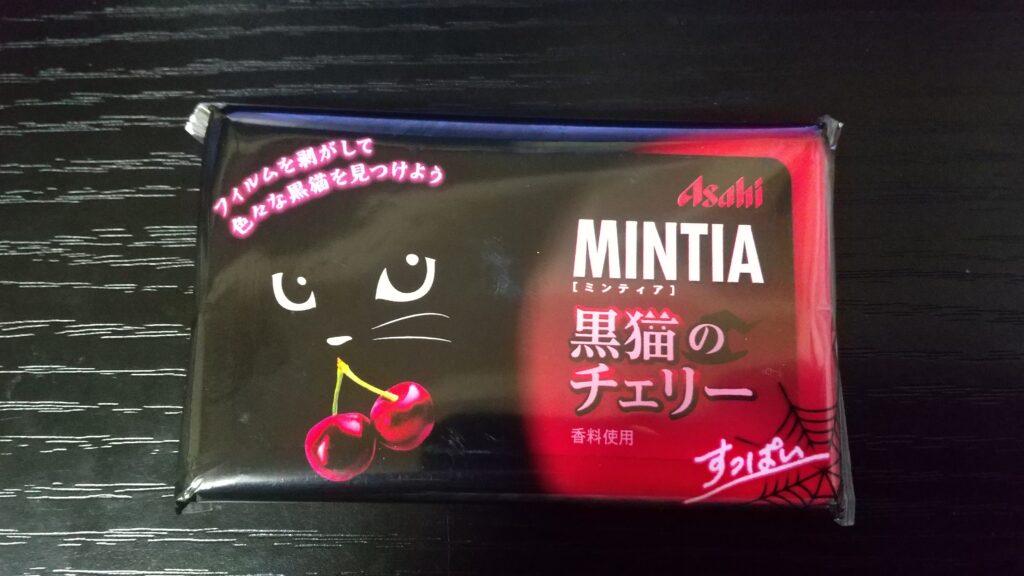 フィルムを剥がして
色々な黒猫を見つけよう
Asahi
MINTIA
[ミンティア]
黒猫の
チェリー
香料使用
すっぱい